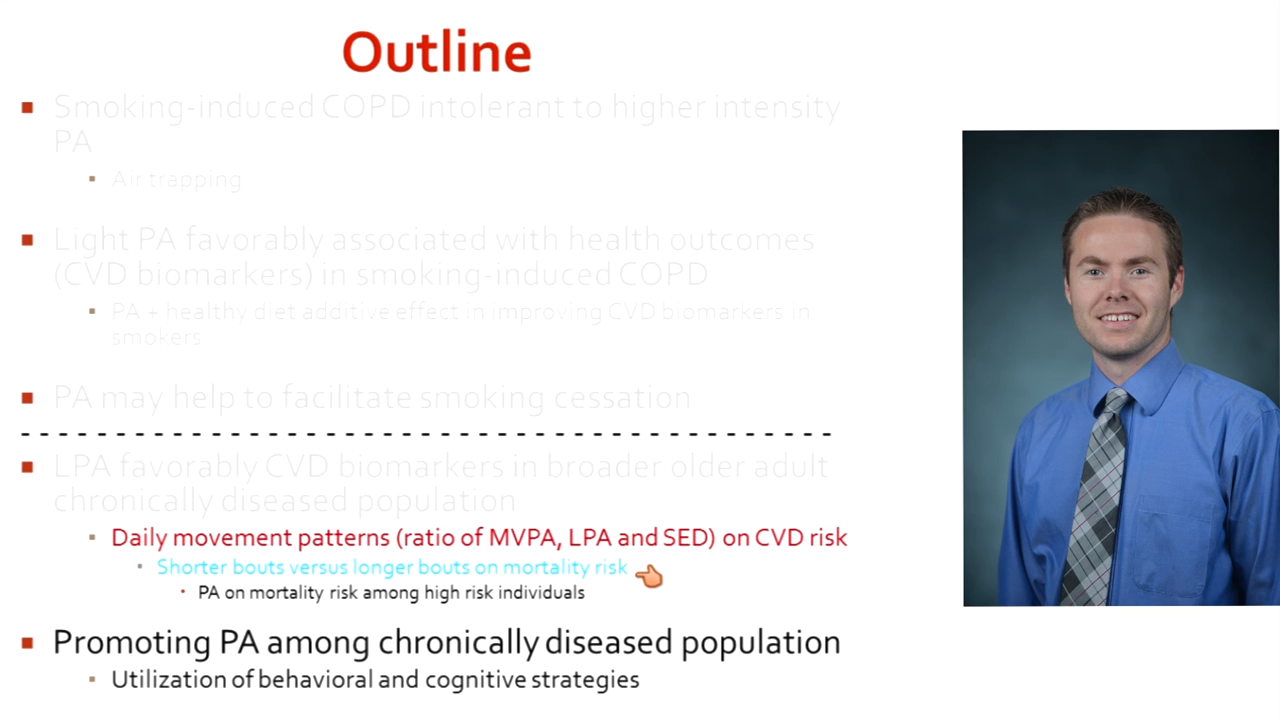 Outline
Smoking-induced COPD intolerant to higher intensity
PA
Air trapping
Light PA favorably associated with health outcomes
(CVD biomarkers) in smoking-induced COPD
PA + healthy diet additive effect in improving CVD biomarkers in
smokers
PA may help to facilitate smoking cessation
LPA favorably CVD biomarkers in broader older adult
chronically diseased population
Daily movement patterns (ratio of MVPA, LPA and SED) on CVD risk
Shorter bouts versus longer bouts on mortality risk
PA on mortality risk among high risk individuals
Promoting PA among chronically diseased population
Utilization of behavioral and cognitive strategies